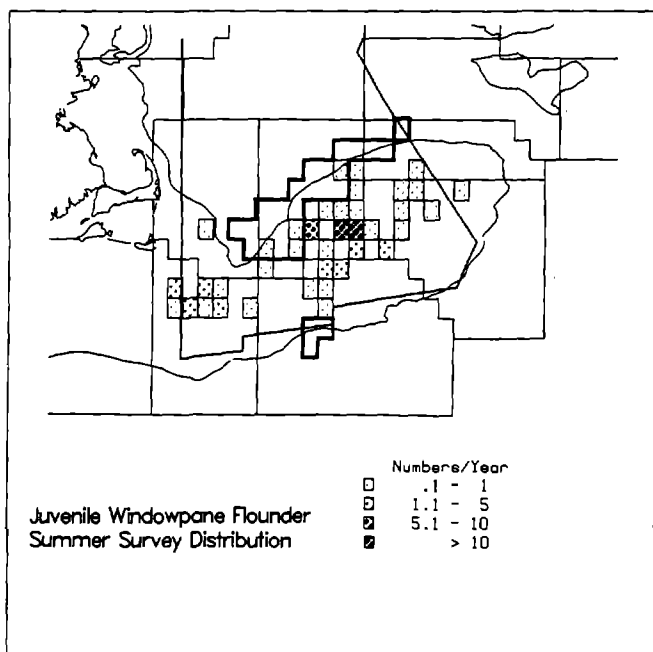 Numbers/Year
.1 - 1
1.1 - 5
5.1 - 10
> 10
Juvenile Windowpane Flounder
Summer Survey Distribution